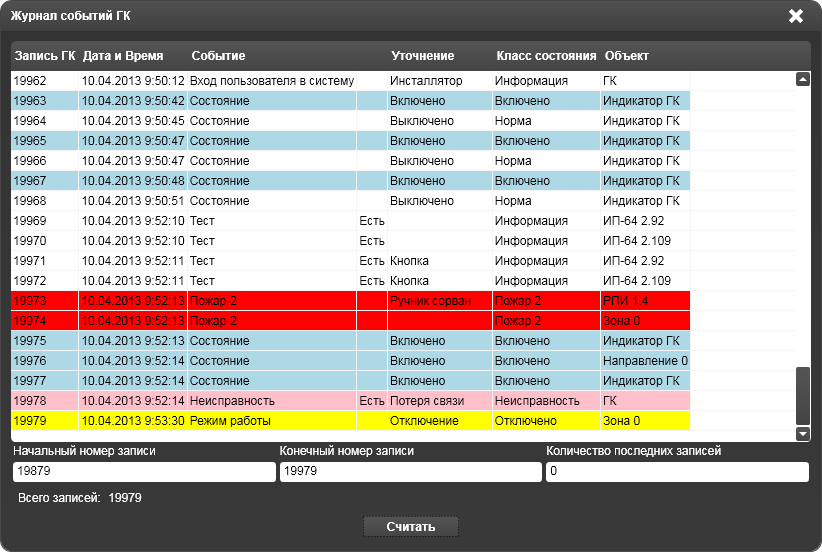 Журнал событий ГК
Запись ГК Дата и Время Событие Уточнение Класс состояния Объект
19962 10.04.2013 9:50:12 Вход пользователя в систему Инсталлятор Информация ГК
19963 10.04.2013 9:50:42 Состояние Включено Включено Индикатор ГК
19964 10.04.2013 9:50:45 Состояние Выключено Норма Индикатор ГК
19965 10.04.2013 9:50:47 Состояние Включено Включено Индикатор ГК
19966 10.04.2013 9:50:47 Состояние Выключено Норма Индикатор ГК
19967 10.04.2013 9:50:48 Состояние Включено Включено Индикатор ГК
19968 10.04.2013 9:50:51 Состояние Выключено Норма Индикатор ГК
19969 10.04.2013 9:52:10 Тест Есть Информация ИП-64 2.92
19970 10.04.2013 9:52:10 Тест Есть Информация ИП-64 2.109
19971 10.04.2013 9:52:11 Тест Есть Кнопка Информация ИП-64 2.92
19972 10.04.2013 9:52:11 Тест Есть Кнопка Информация ИП-64 2.109
19973 10.04.2013 9:52:13 Пожар-2 Ручник сорван Пожар 2 РПИ 1.4
19974 10.04.2013 9:52:13 Пожар-2 Пожар 2 Зона 0
19975 10.04.2013 9:52:13 Состояние Включено Включено Индикатор ГК
19976 10.04.2013 9:52:14 Состояние Включено Включено Направление 0
19977 10.04.2013 9:52:14 Состояние Включено Включено Индикатор ГК
19978 10.04.2013 9:52:14 Неисправность Есть Потеря связи Неисправность ГК
19979 10.04.2013 9:53:30 Режим работы Отключение Отключено Зона 0
Начальный номер записи Конечный номер записи Количество последних записей
19879 19979 0
Всего записей: 19979
Считать